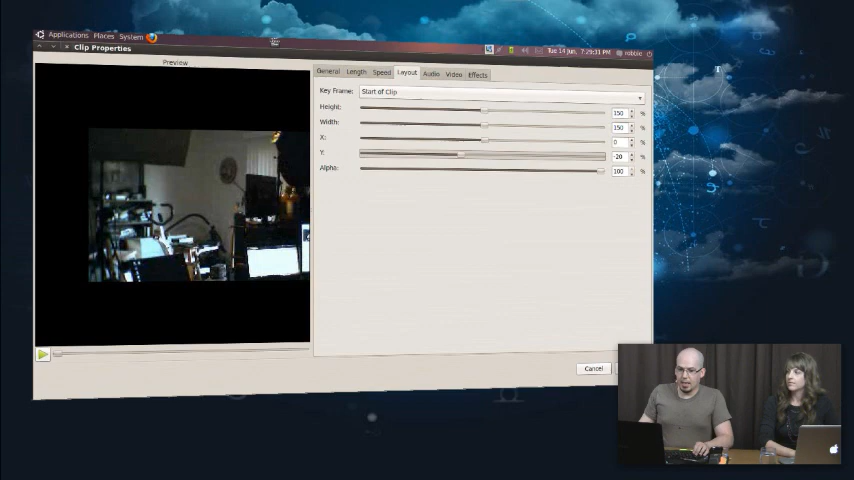 Applications Places System
Tue 14 Jun, 7:29:31 PM robbie
Clip Properties
Preview
General Length Speed Layout Audio Video Effects
Key Frame: Start of Clip
Height: 150 %
Width: 150 %
X: 0 %
Y: -20 %
Alpha: 100 %
Cancel